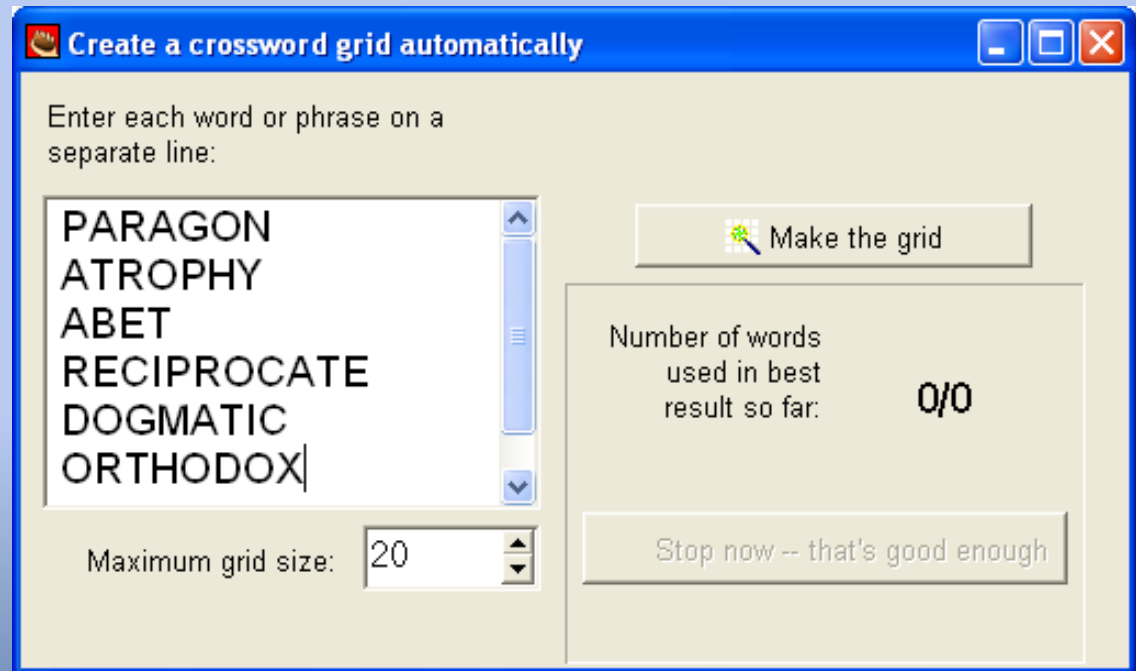 Create a crossword grid automatically
Enter each word or phrase on a
separate line:
PARAGON
ATROPHY
ABET
RECIPROCATE
DOGMATIC
ORTHODOX
Maximum grid size: 20
Make the grid
Number of words
used in best
result so far:
0/0
Stop now -- that's good enough